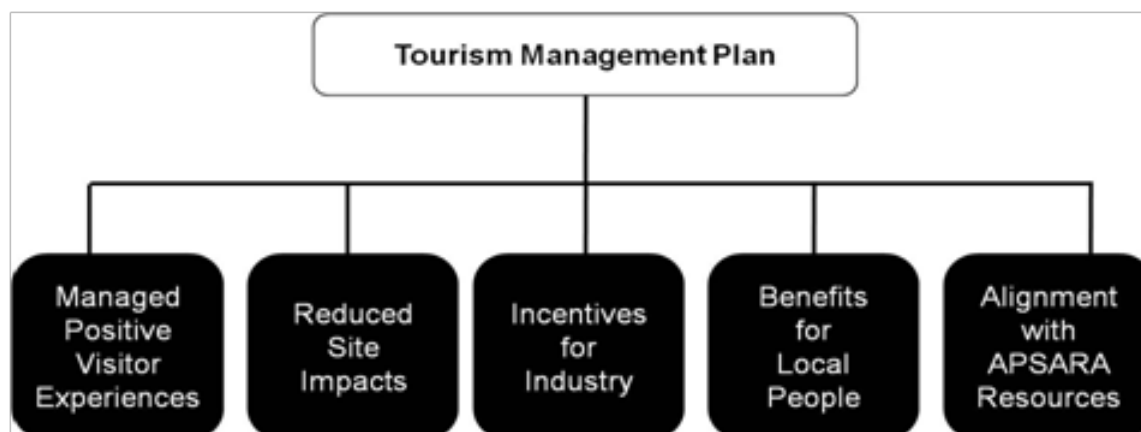 Tourism Management Plan
Managed
Positive
Visitor
Experiences
Reduced
Site
Impacts
Incentives
for
Industry
Benefits
for
Local
People
Alignment
with
APSARA
Resources